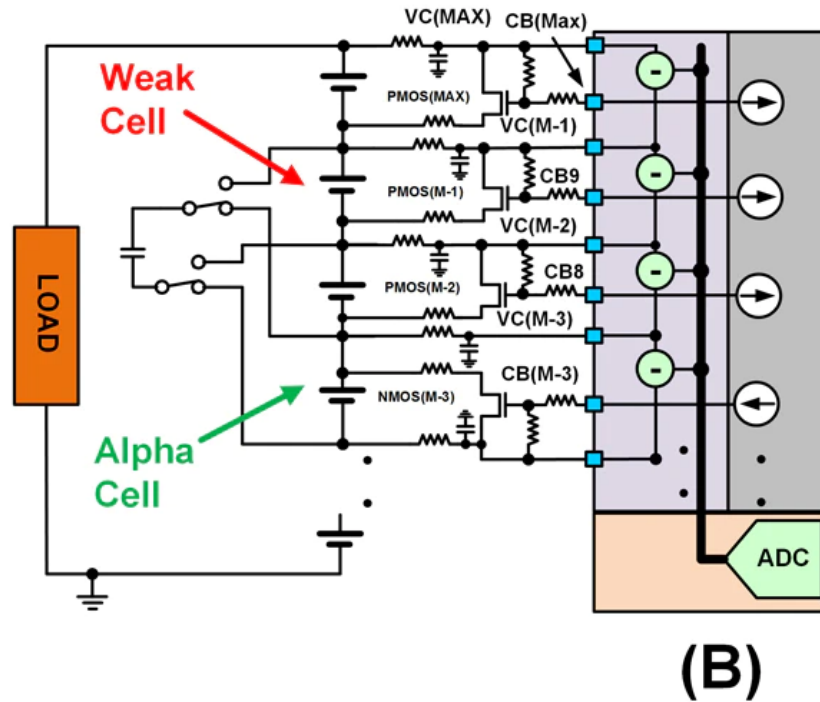 VC(MAX)
CB(Max)
Weak
Cell
PMOS(MAX)
VC(M-1)
CB9
PMOS(M-1)
VC(M-2)
CB8
PMOS(M-2)
VC(M-3)
LOAD
CB(M-3)
NMOS(M-3)
Alpha
Cell
ADC
(B)